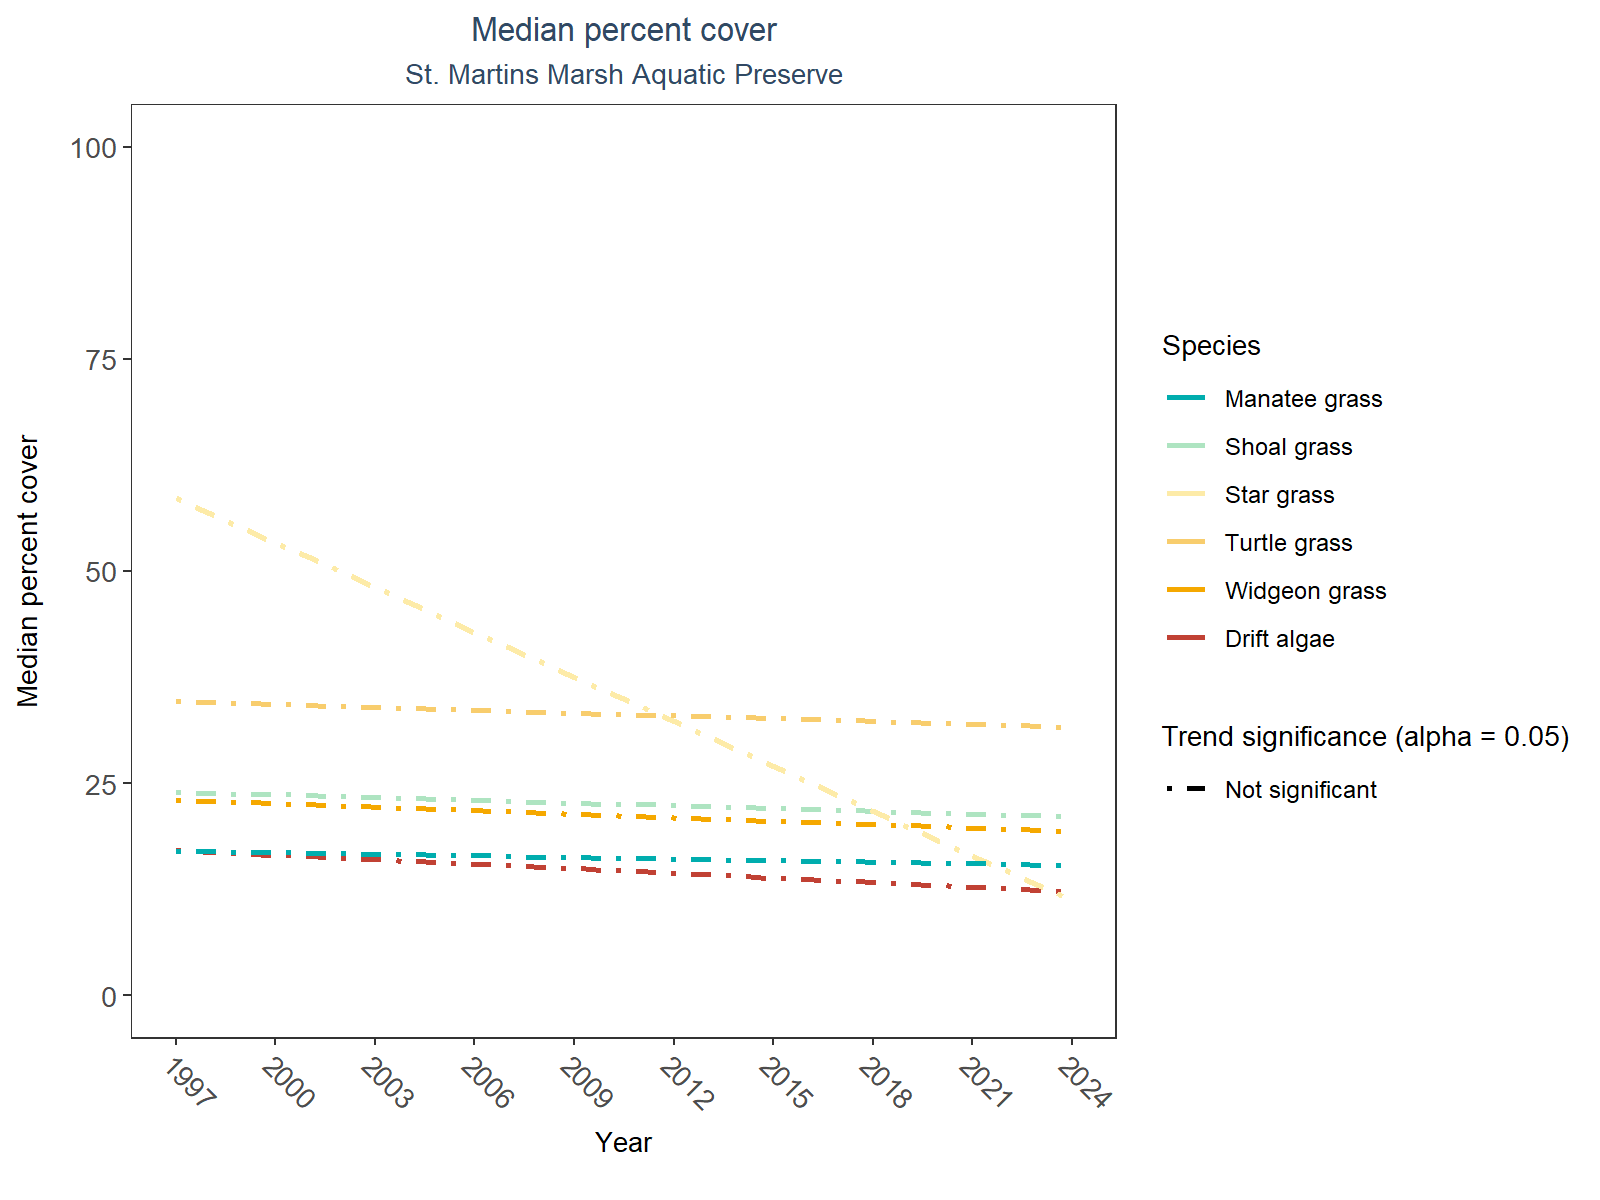 Median percent cover
St. Martins Marsh Aquatic Preserve
Median percent cover
100
75
50
25
0
1997
2000
2003
2006
2009
2012
2015
2018
2021
2024
Year
Species
Manatee grass
Shoal grass
Star grass
Turtle grass
Widgeon grass
Drift algae
Trend significance (alpha = 0.05)
Not significant